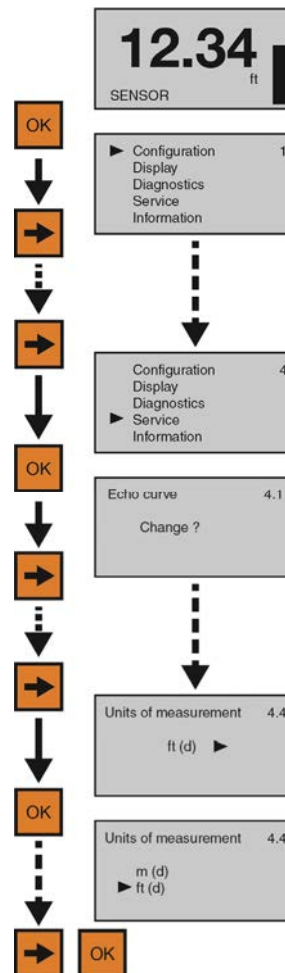 12.34
ft
SENSOR
OK
Configuration 1
Display
Diagnostics
Service
Information
Configuration 4
Display
Diagnostics
Service
Information
OK
Echo curve 4.1
Change ?
Units of measurement 4.4
ft (d)
OK
Units of measurement 4.4
m (d)
ft (d)
OK